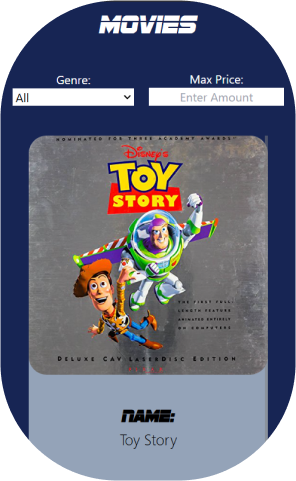 MOVIES
Genre:
Max Price:
All
Enter Amount
NOMINATED FOR THREE ACADEMY AWARDS
DISNEY'S
TOY
STORY
THE FIRST FULL-
LENGTH FEATURE
ANIMATED ENTIRELY
ON COMPUTERS
DELUXE CAV LASERDISC EDITION
NAME:
Toy Story